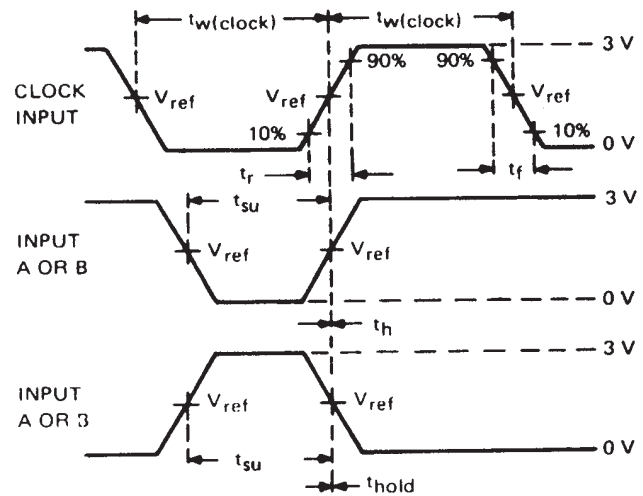 tw(clock) tw(clock)
3 V
90% 90%
CLOCK INPUT
Vref Vref Vref
10% 10%
0 V
tr tf
tsu
3 V
INPUT A OR B
Vref Vref
0 V
th
3 V
INPUT A OR B
Vref Vref
0 V
tsu
thold